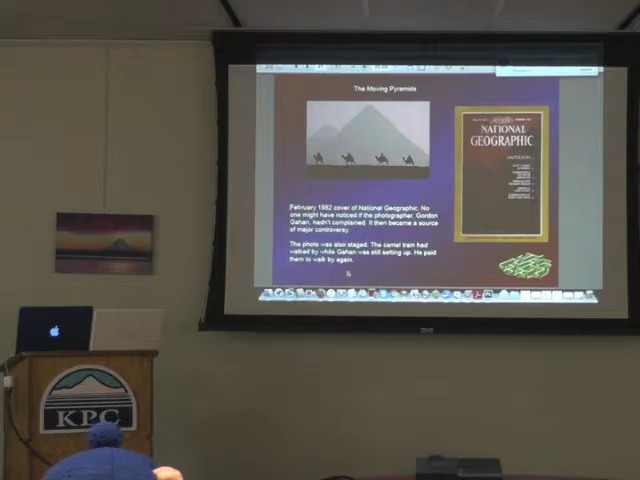 The Moving Pyramids
NATIONAL
GEOGRAPHIC
February 1982 cover of National Geographic. No
one might have noticed if the photographer, Gordon
Gahan, hadn't complained. It then became a source
of major controversy.
The photo was also staged. The camel train had
walked by while Gahan was still setting up. He paid
them to walk by again.
KPC